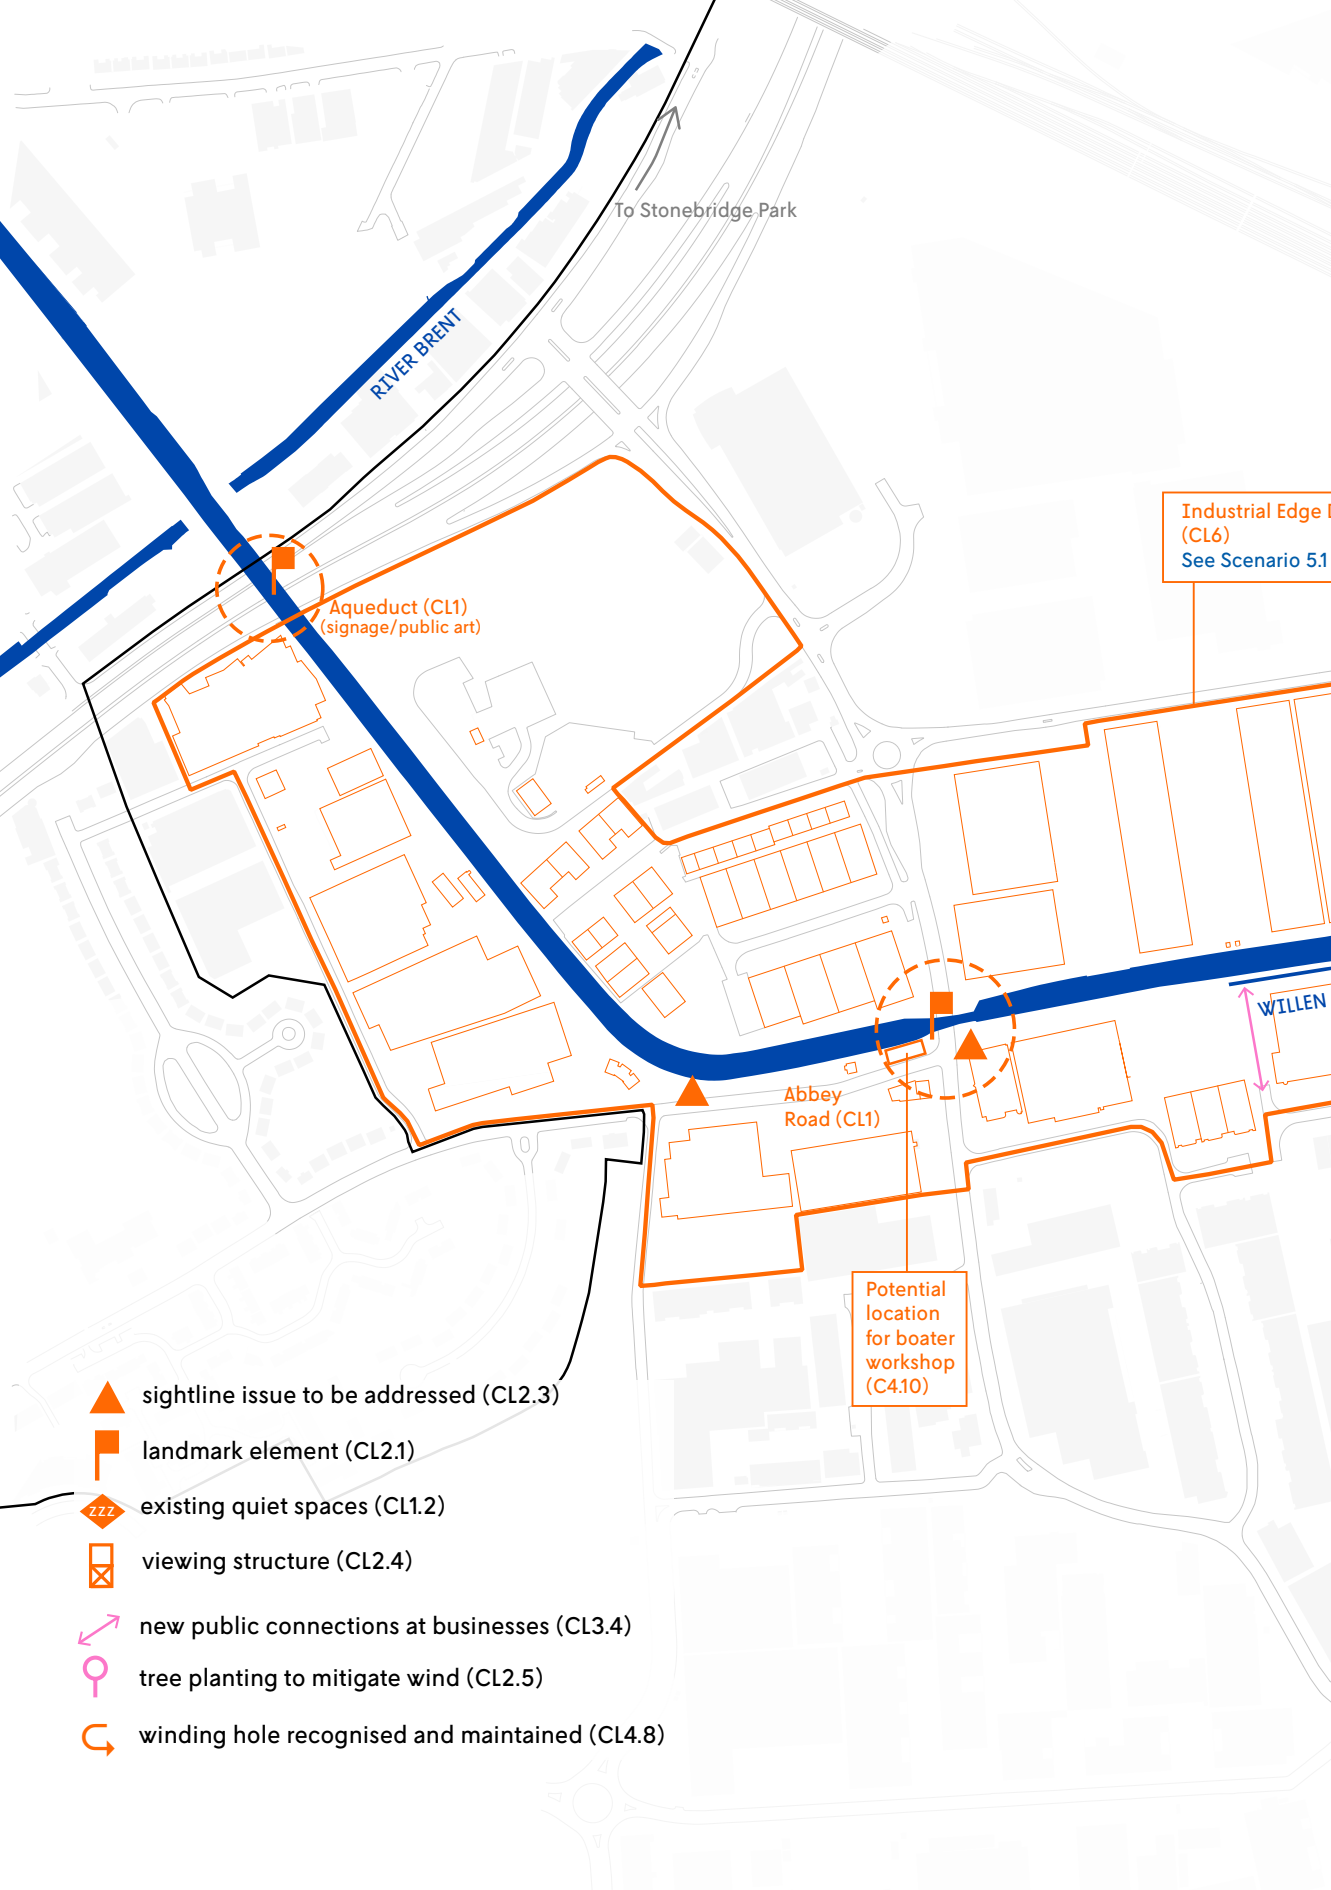 To Stonebridge Park
RIVER BRENT
Industrial Edge
(CL6)
See Scenario 5.1
Aqueduct (CL1)
(signage/public art)
WILLEN
Abbey
Road (CL1)
Potential
location
for boater
workshop
(C4.10)
sightline issue to be addressed (CL2.3)
landmark element (CL2.1)
zzz
existing quiet spaces (CL1.2)
viewing structure (CL2.4)
new public connections at businesses (CL3.4)
tree planting to mitigate wind (CL2.5)
winding hole recognised and maintained (CL4.8)